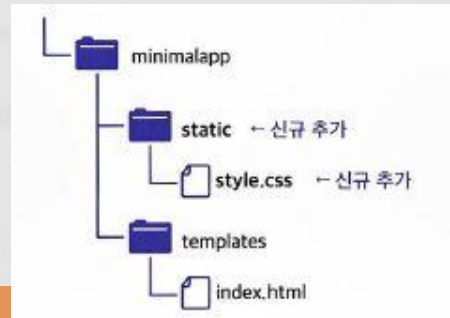 minimalapp
static ← 신규 추가
style.css ← 신규 추가
templates
index.html